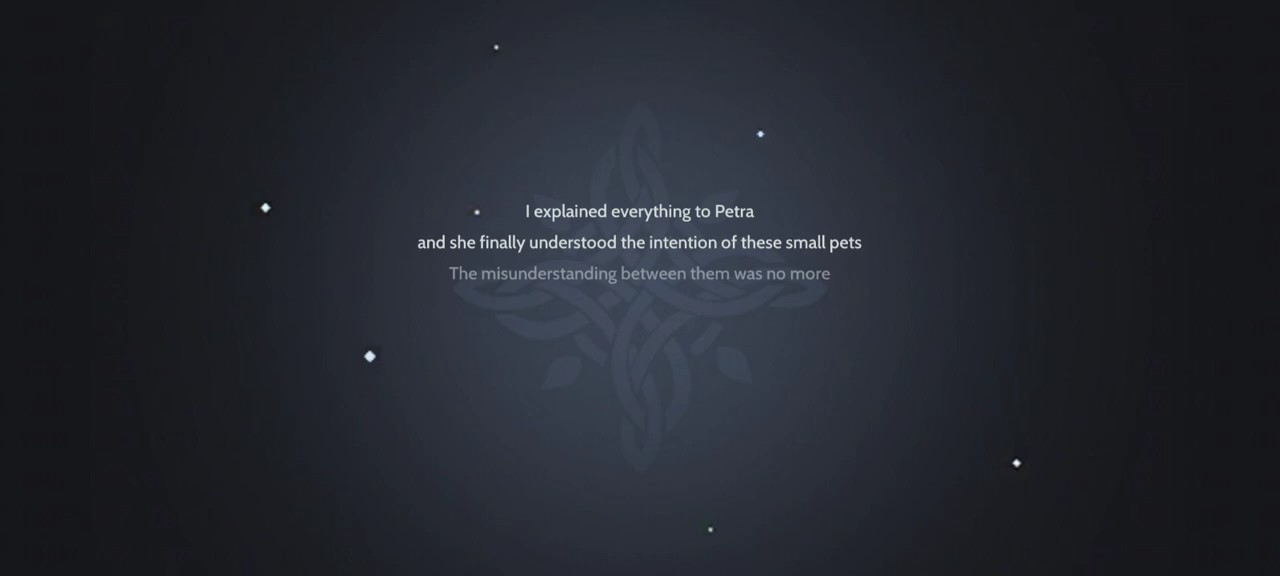 I explained everything to Petra
and she finally understood the intention of these small pets
The misunderstanding between them was no more